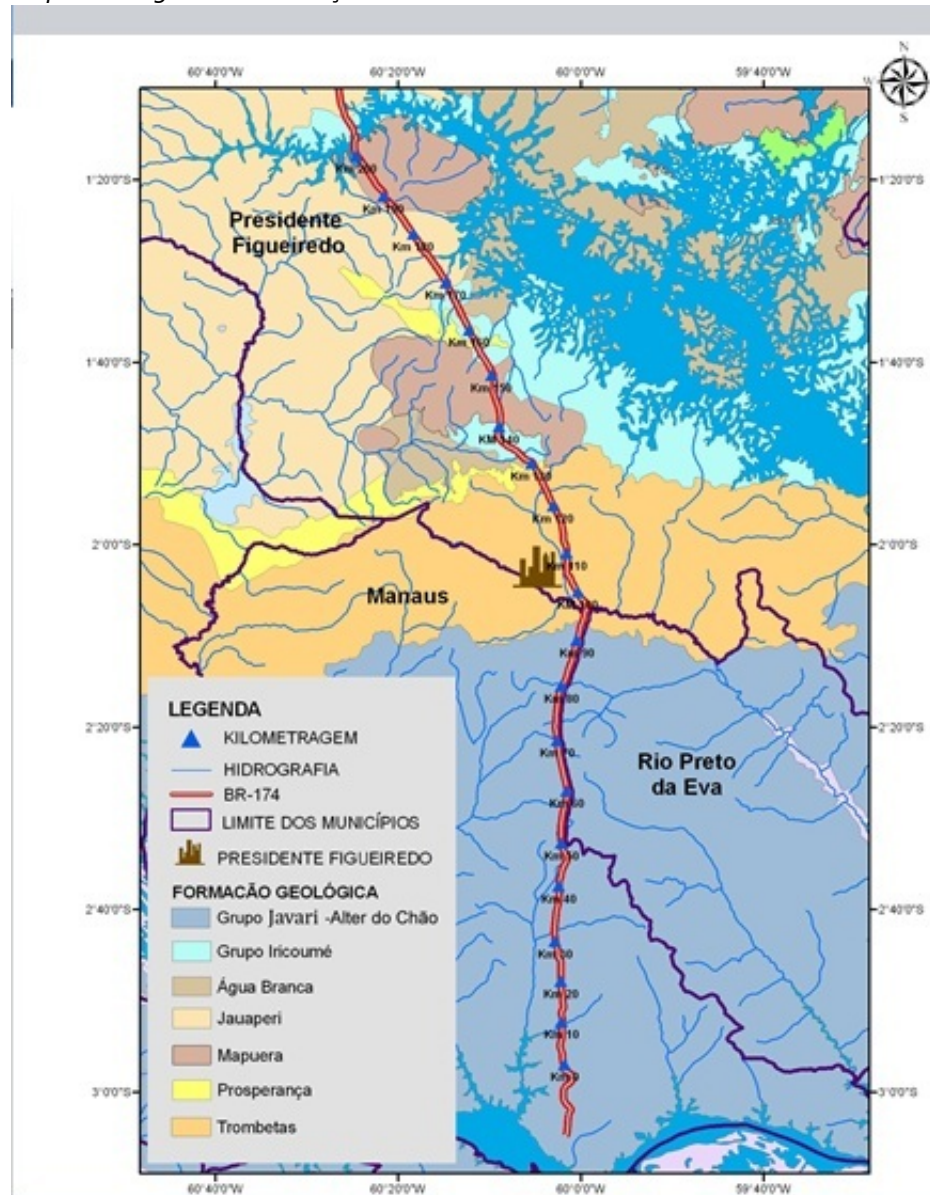 N
W
S
60°40'0"W 60°20'0"W 60°0'0"W 59°40'0"W
1°20'0"S 1°20'0"S
1°40'0"S 1°40'0"S
2°0'0"S 2°0'0"S
2°20'0"S 2°20'0"S
2°40'0"S 2°40'0"S
3°0'0"S 3°0'0"S
Km 200
Presidente
Figueiredo
Km 190
Km 180
Km 170
Km 160
Km 150
KM 140
Km 130
Km 120
Km 110
Manaus
KM 100
Km 90
Km 80
Km 70
Rio Preto
da Eva
Km 60
Km 50
Km 40
Km 30
Km 20
Km 10
Km 0
LEGENDA
KILOMETRAGEM
HIDROGRAFIA
BR-174
LIMITE DOS MUNICÍPIOS
PRESIDENTE FIGUEIREDO
FORMACÃO GEOLÓGICA
Grupo Javari -Alter do Chão
Grupo Iricoumé
Água Branca
Jauaperi
Mapuera
Prosperança
Trombetas
60°40'0"W 60°20'0"W 60°0'0"W 59°40'0"W